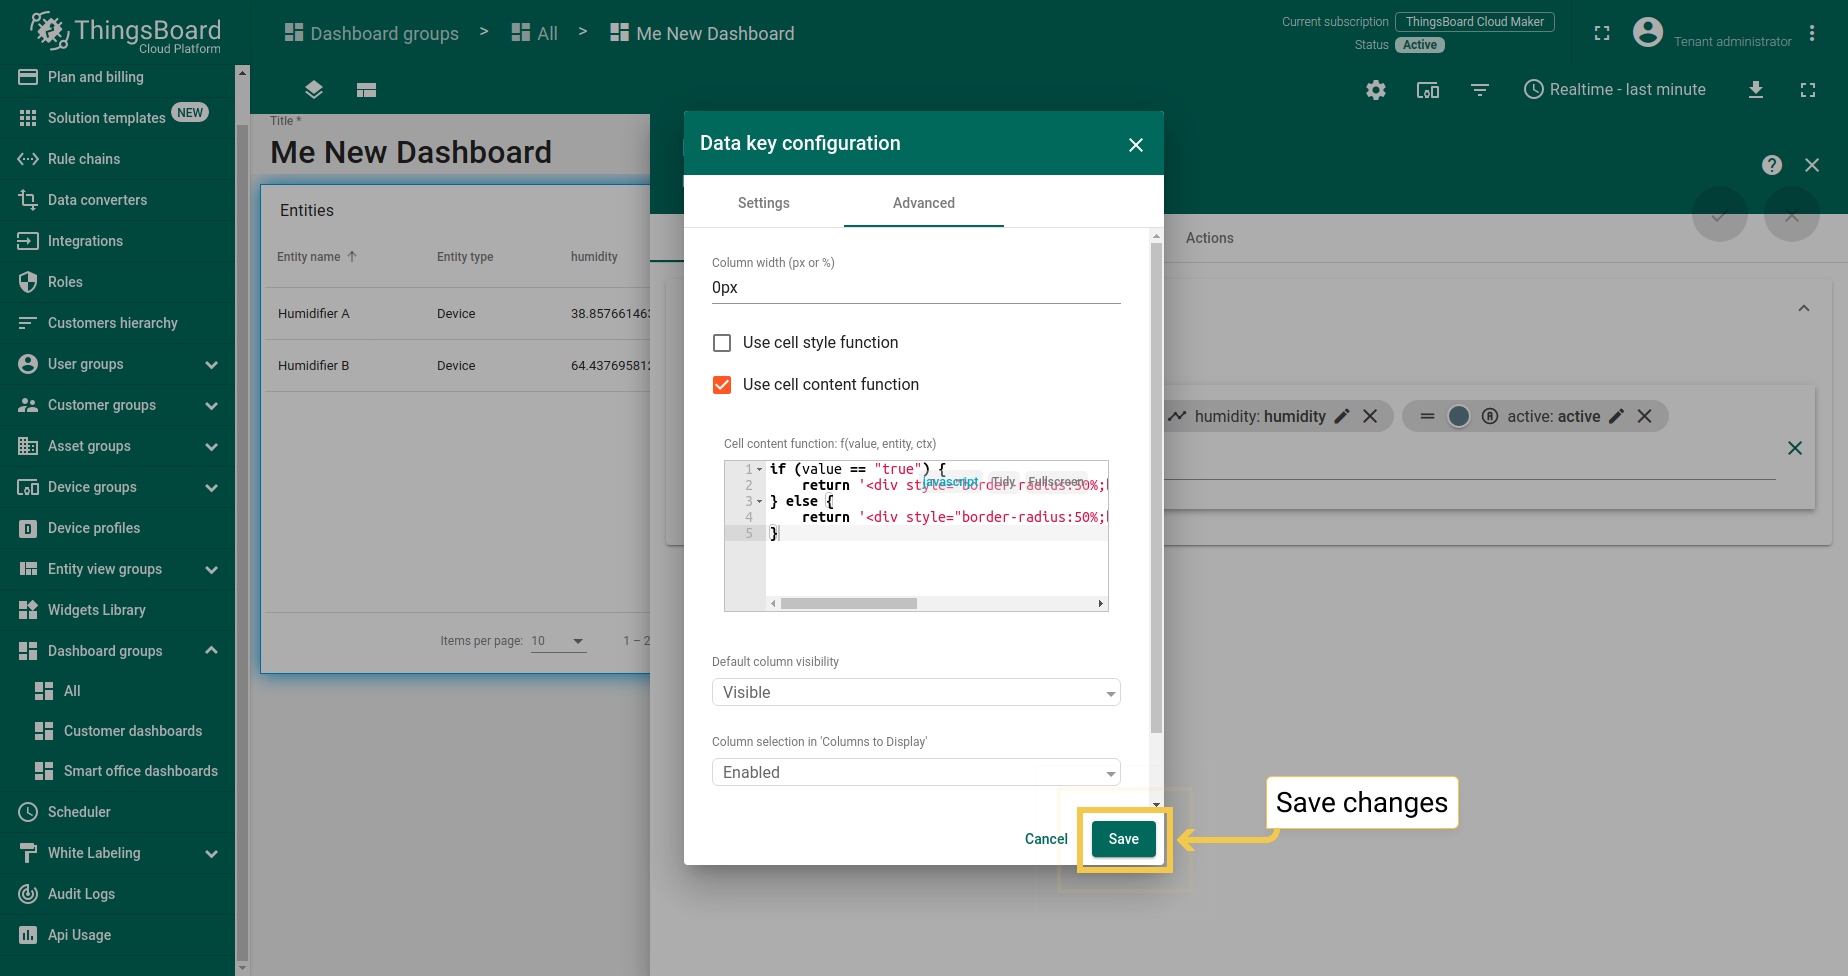 ThingsBoard
Cloud Platform
Dashboard groups > All > Me New Dashboard
Current subscription ThingsBoard Cloud Maker
Status Active
Tenant administrator
Plan and billing
Solution templates NEW
Rule chains
Data converters
Integrations
Roles
Customers hierarchy
User groups
Customer groups
Asset groups
Device groups
Device profiles
Entity view groups
Widgets Library
Dashboard groups
All
Customer dashboards
Smart office dashboards
Scheduler
White Labeling
Audit Logs
Api Usage
Realtime - last minute
Title *
Me New Dashboard
Entities
Entity name Entity type humidity
Humidifier A Device 38.85766146
Humidifier B Device 64.43769581
Items per page: 10 1 – 2
Data key configuration
Settings Advanced
Column width (px or %)
0px
Use cell style function
Use cell content function
Cell content function: f(value, entity, ctx)
javascript Tidy Fullscreen
1 if (value == "true") {
2 return '<div style="border-radius:50%;
3 } else {
4 return '<div style="border-radius:50%;
5 }
Default column visibility
Visible
Column selection in 'Columns to Display'
Enabled
Cancel Save
Save changes
Actions
humidity: humidity
active: active